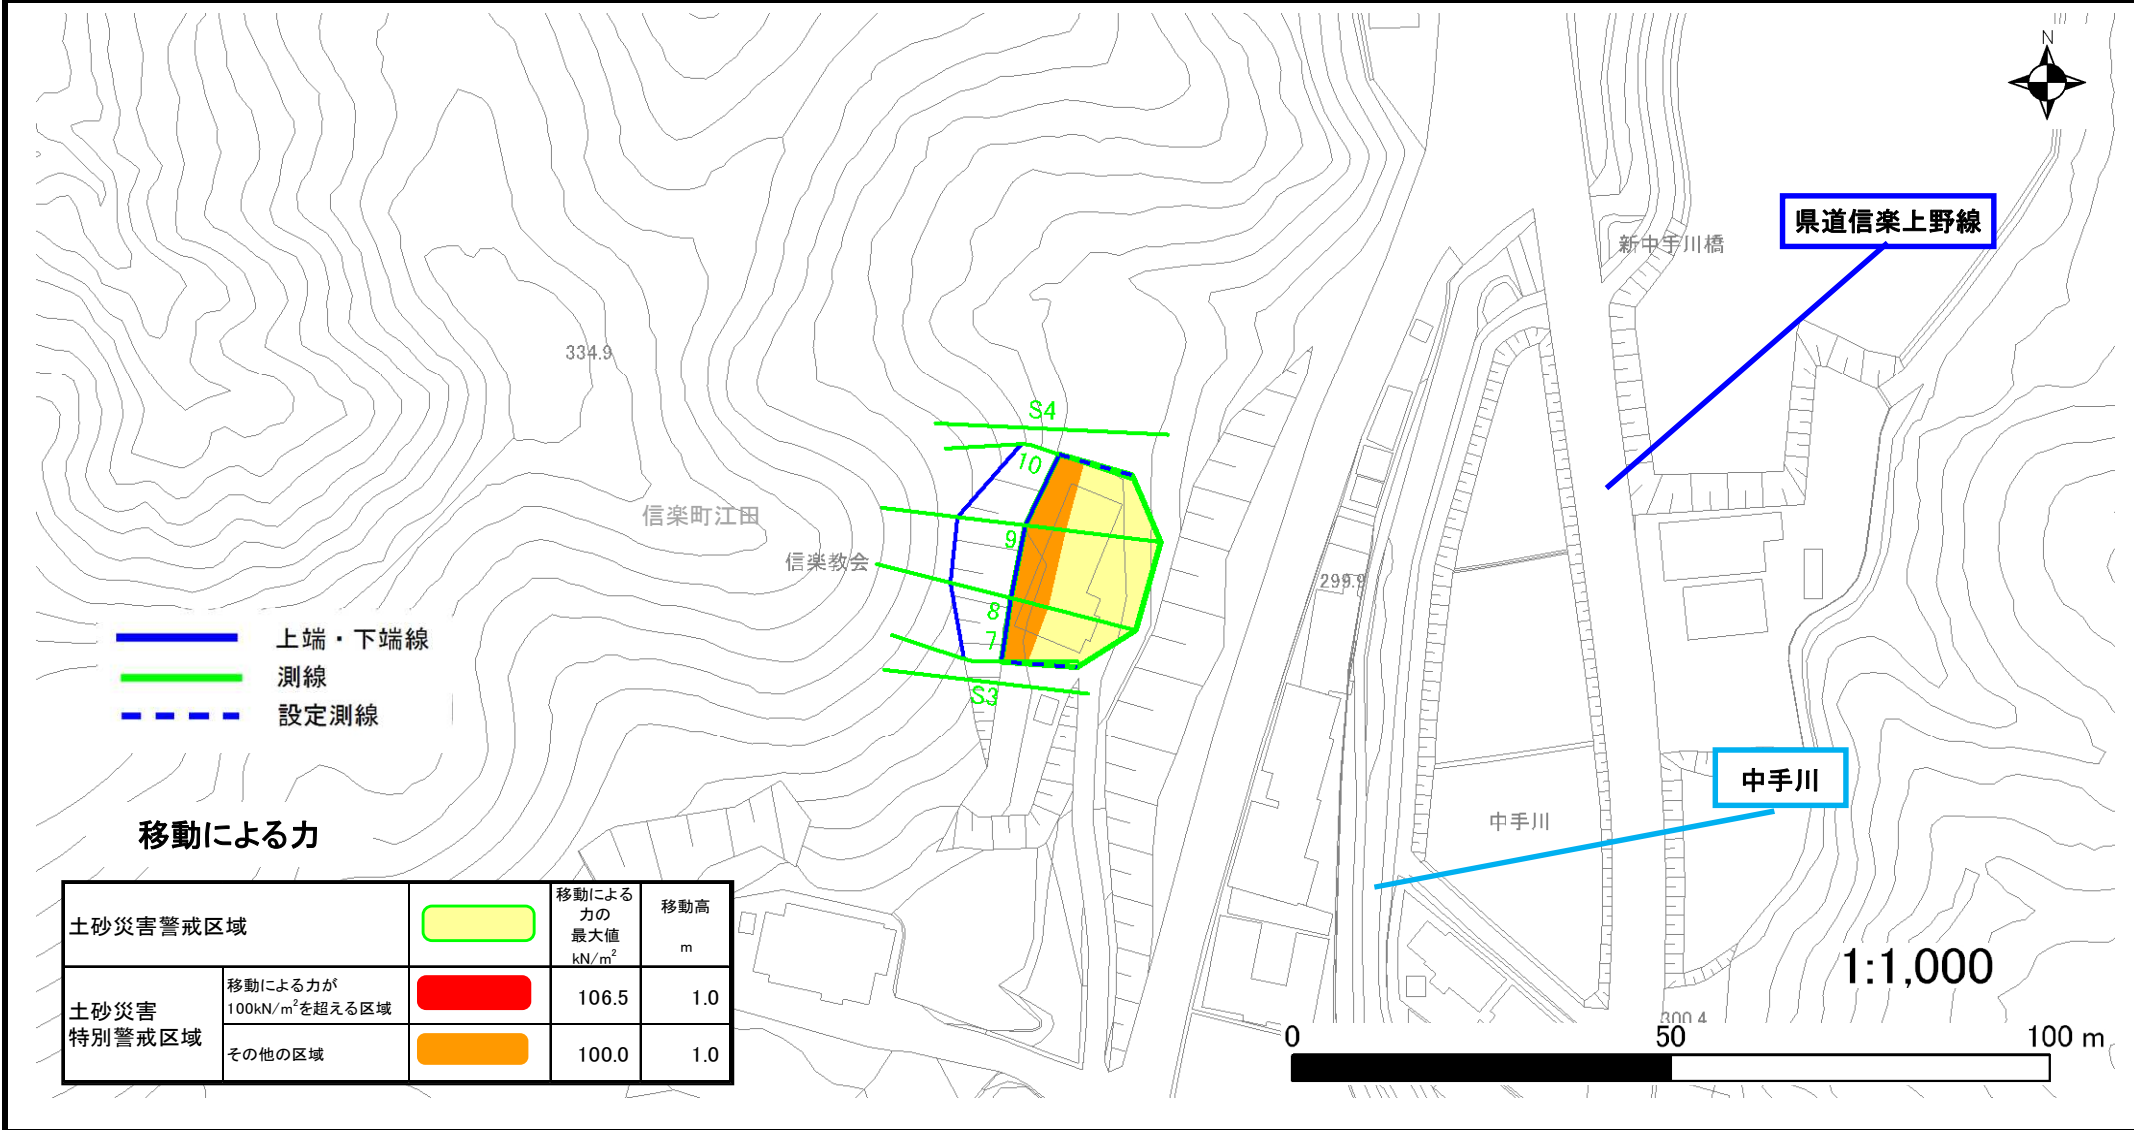 N
県道信楽上野線
新中手川橋
334.9
S4
10
信楽町江田
9
信楽教会
299.9
8
7
S3
上端・下端線
測線
設定測線
中手川
中手川
移動による力
土砂災害警戒区域
移動による
力の
最大値
kN/m²
移動高
m
土砂災害
特別警戒区域
移動による力が
100kN/m²を超える区域
106.5
1.0
その他の区域
100.0
1.0
1:1,000
300.4
0
50
100 m